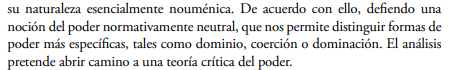 su naturaleza esencialmente nouménica. De acuerdo con ello, defiendo una
noción del poder normativamente neutral, que nos permite distinguir formas de
poder más específicas, tales como dominio, coerción o dominación. El análisis
pretende abrir camino a una teoría crítica del poder.